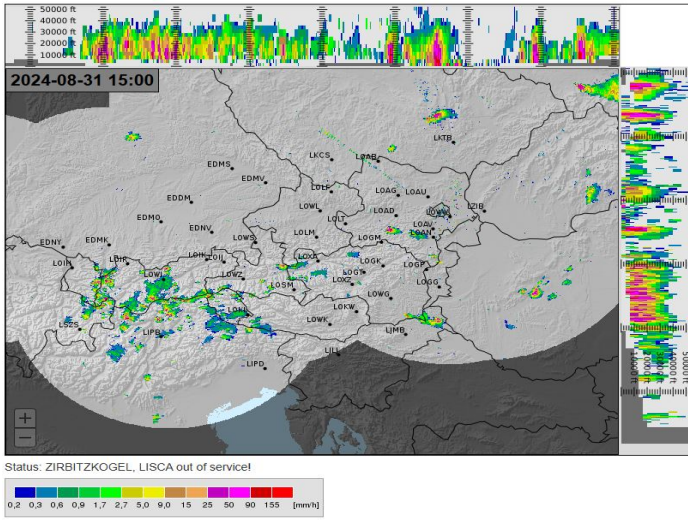 50000 ft
40000 ft
30000 ft
20000 ft
10000 ft
2024-08-31 15:00
LKTB
LKCS
LOAB
EDMS
EDMV
LOLF
LOAG
LOAU
EDDM
LOWL
LOAD
LOWW
LZIB
EDMO
LOLT
LOAV
EDNY
EDMK
EDNV
LOWS
LOLM
LOGM
LOAN
LOIH
LOIR
LOIK
LOIJ
LOXA
LOGK
LOGP
LOWI
LOWZ
LOGT
LOXZ
LOGG
LOSM
LOWG
LSZS
LIPB
LOKL
LOKW
LOWK
LJMB
LJLJ
LIPD
+
−
Status: ZIRBITZKOGEL, LISCA out of service!
0,2 0,3 0,6 0,9 1,7 2,7 5,0 9.0 15 25 50 90 155 [mm/h]